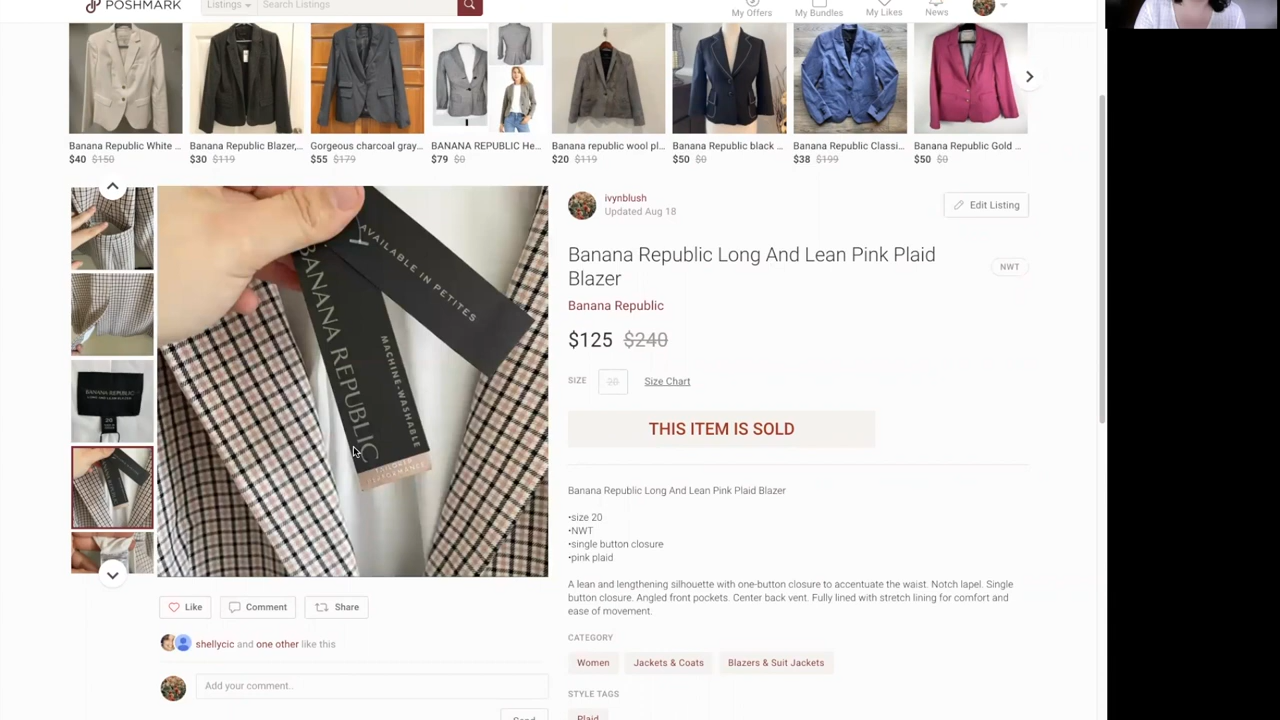 POSHMARK
Listings
Search Listings
My Offers
My Bundles
My Likes
News
Banana Republic White ...
$40 $150
Banana Republic Blazer,...
$30 $119
Gorgeous charcoal gray...
$55 $179
BANANA REPUBLIC He...
$79 $0
Banana republic wool pl...
$20 $119
Banana Republic black ...
$50 $0
Banana Republic Classi...
$38 $199
Banana Republic Gold ...
$50 $0
AVAILABLE IN PETITES
BANANA REPUBLIC
MACHINE-WASHABLE
TAILORED
PERFORMANCE
BANANA REPUBLIC
20
ivynblush
Updated Aug 18
Edit Listing
Banana Republic Long And Lean Pink Plaid
Blazer
NWT
Banana Republic
$125 $240
SIZE 20 Size Chart
THIS ITEM IS SOLD
Banana Republic Long And Lean Pink Plaid Blazer
•size 20
•NWT
•single button closure
•pink plaid
A lean and lengthening silhouette with one-button closure to accentuate the waist. Notch lapel. Single
button closure. Angled front pockets. Center back vent. Fully lined with stretch lining for comfort and
ease of movement.
CATEGORY
Women
Jackets & Coats
Blazers & Suit Jackets
STYLE TAGS
Plaid
Like
Comment
Share
shellycic and one other like this
Add your comment..
Send